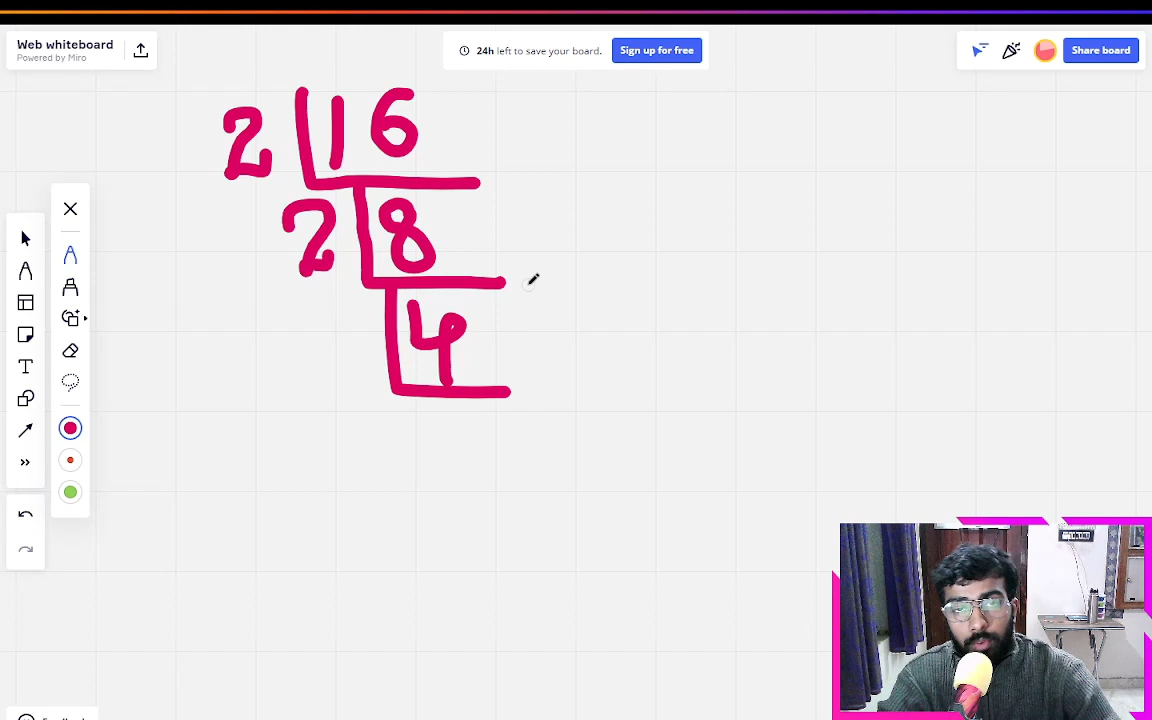 Web whiteboard
Powered by Miro
24h left to save your board.
Sign up for free
Share board
2 16
2 8
4
T